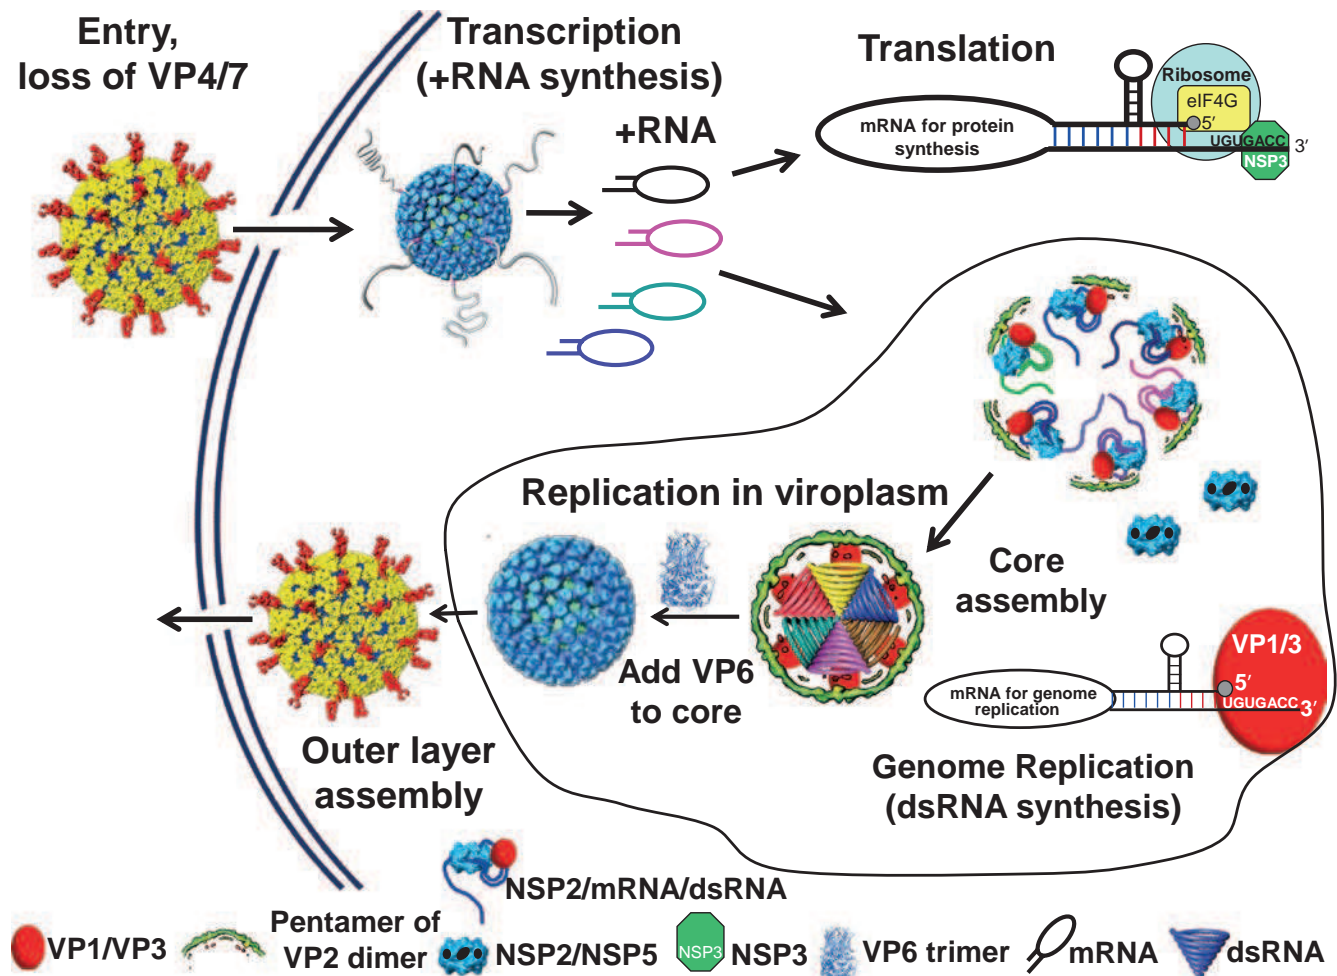 Entry,
loss of VP4/7
Transcription
(+RNA synthesis)
+RNA
Translation
Ribosome
eIF4G
5′
mRNA for protein
synthesis
UGUGACC
3′
NSP3
Replication in viroplasm
Core
assembly
Add VP6
to core
VP1/3
5′
mRNA for genome
replication
UGUGACC
3′
Outer layer
assembly
Genome Replication
(dsRNA synthesis)
NSP2/mRNA/dsRNA
VP1/VP3
Pentamer of
VP2 dimer
NSP2/NSP5
NSP3
NSP3
VP6 trimer
mRNA
dsRNA